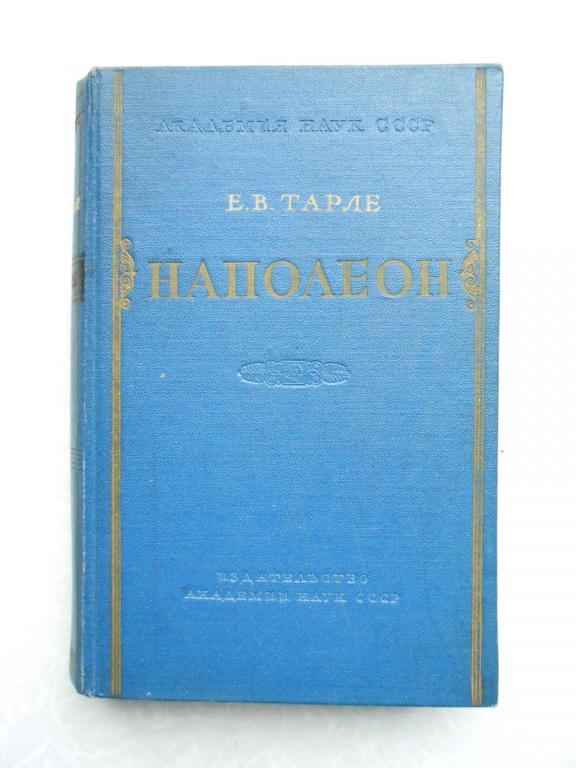 АКАДЕМИЯ НАУК СССР
Е. В. ТАРЛЕ
НАПОЛЕОН
ИЗДАТЕЛЬСТВО
АКАДЕМИИ НАУК СССР